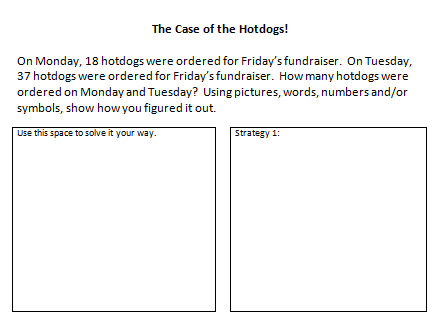 The Case of the Hotdogs!
On Monday, 18 hotdogs were ordered for Friday's fundraiser.  On Tuesday,
37 hotdogs were ordered for Friday's fundraiser.  How many hotdogs were
ordered on Monday and Tuesday?  Using pictures, words, numbers and/or
symbols, show how you figured it out.
Use this space to solve it your way.
Strategy 1: